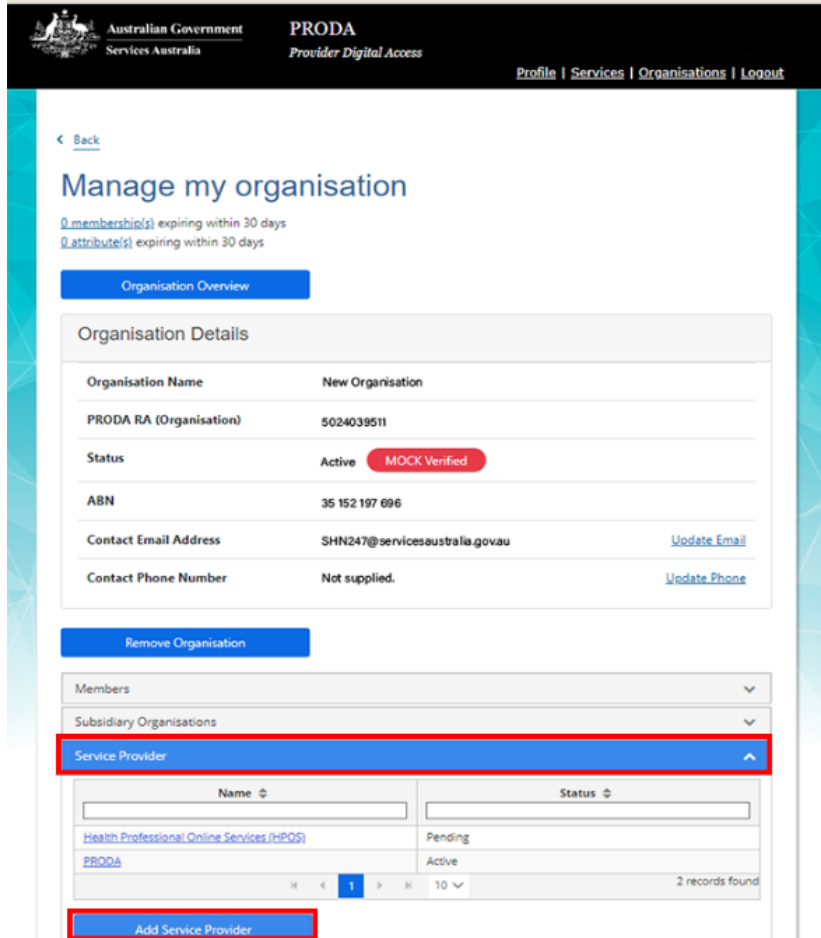 Australian Government
Services Australia
PRODA
Provider Digital Access
Profile | Services | Organisations | Logout
Back
Manage my organisation
0 membership(s) expiring within 30 days
0 attribute(s) expiring within 30 days
Organisation Overview
Organisation Details
Organisation Name New Organisation
PRODA RA (Organisation) 5024039511
Status Active MOCK Verified
ABN 35 152 197 696
Contact Email Address SHN247@servicesaustralia.gov.au Update Email
Contact Phone Number Not supplied. Update Phone
Remove Organisation
Members
Subsidiary Organisations
Service Provider
Name Status
Health Professional Online Services (HPOS) Pending
PRODA Active
1 10 2 records found
Add Service Provider